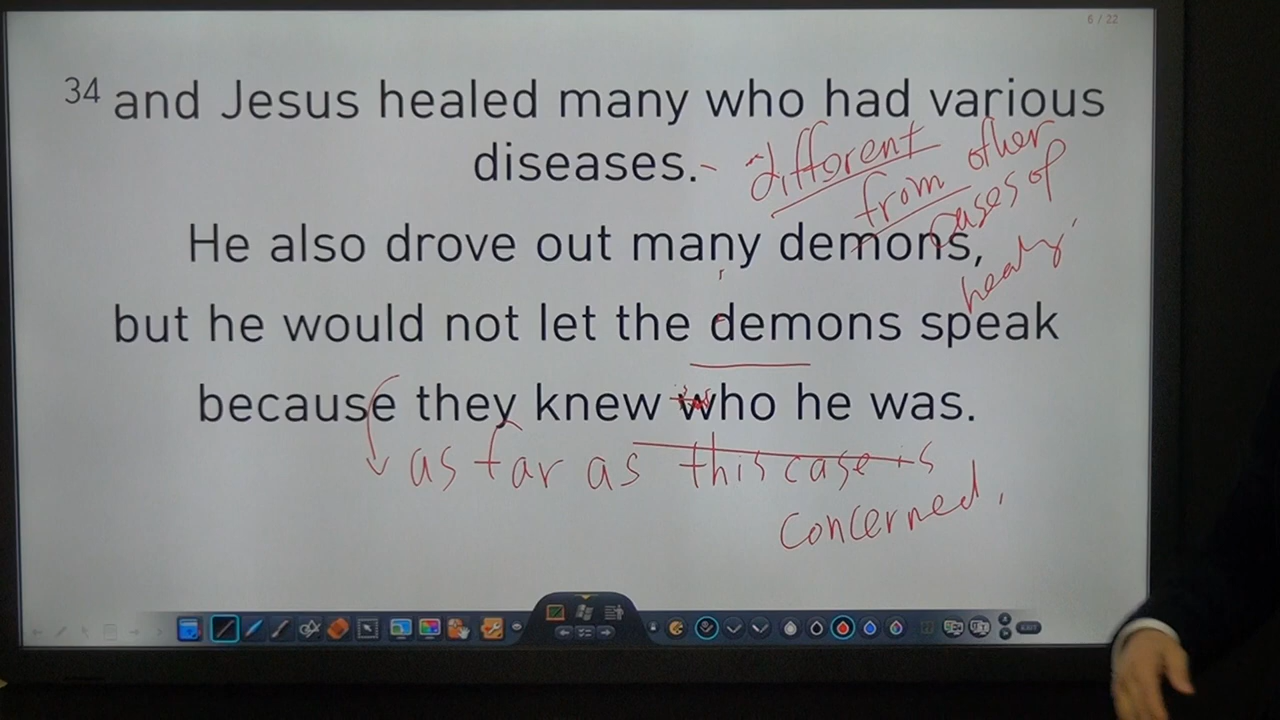 6 / 22
34 and Jesus healed many who had various
diseases.
- different
from other
cases of
He also drove out many demons,
but he would not let the demons speak
because they knew who he was.
as far as this case is
concerned.